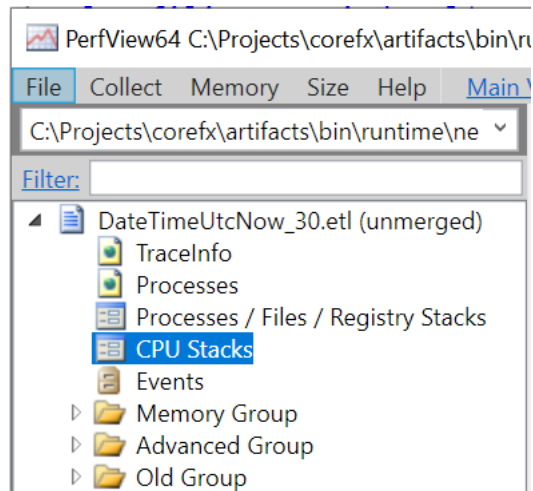 PerfView64 C:\Projects\corefx\artifacts\bin\ru
File Collect Memory Size Help Main
C:\Projects\corefx\artifacts\bin\runtime\ne
Filter:
DateTimeUtcNow_30.etl (unmerged)
TraceInfo
Processes
Processes / Files / Registry Stacks
CPU Stacks
Events
Memory Group
Advanced Group
Old Group